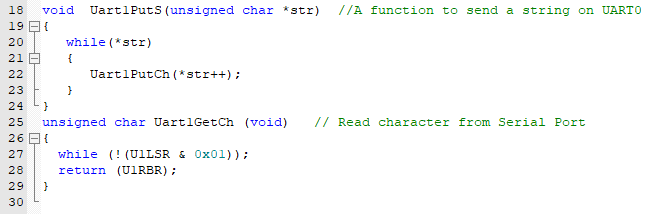 18 void  Uart1PutS(unsigned char *str)  //A function to send a string on UART0
19 {
20    while(*str)
21    {
22       Uart1PutCh(*str++);
23    }
24 }
25 unsigned char Uart1GetCh (void)   // Read character from Serial Port
26 {
27   while (!(U1LSR & 0x01));
28   return (U1RBR);
29 }
30